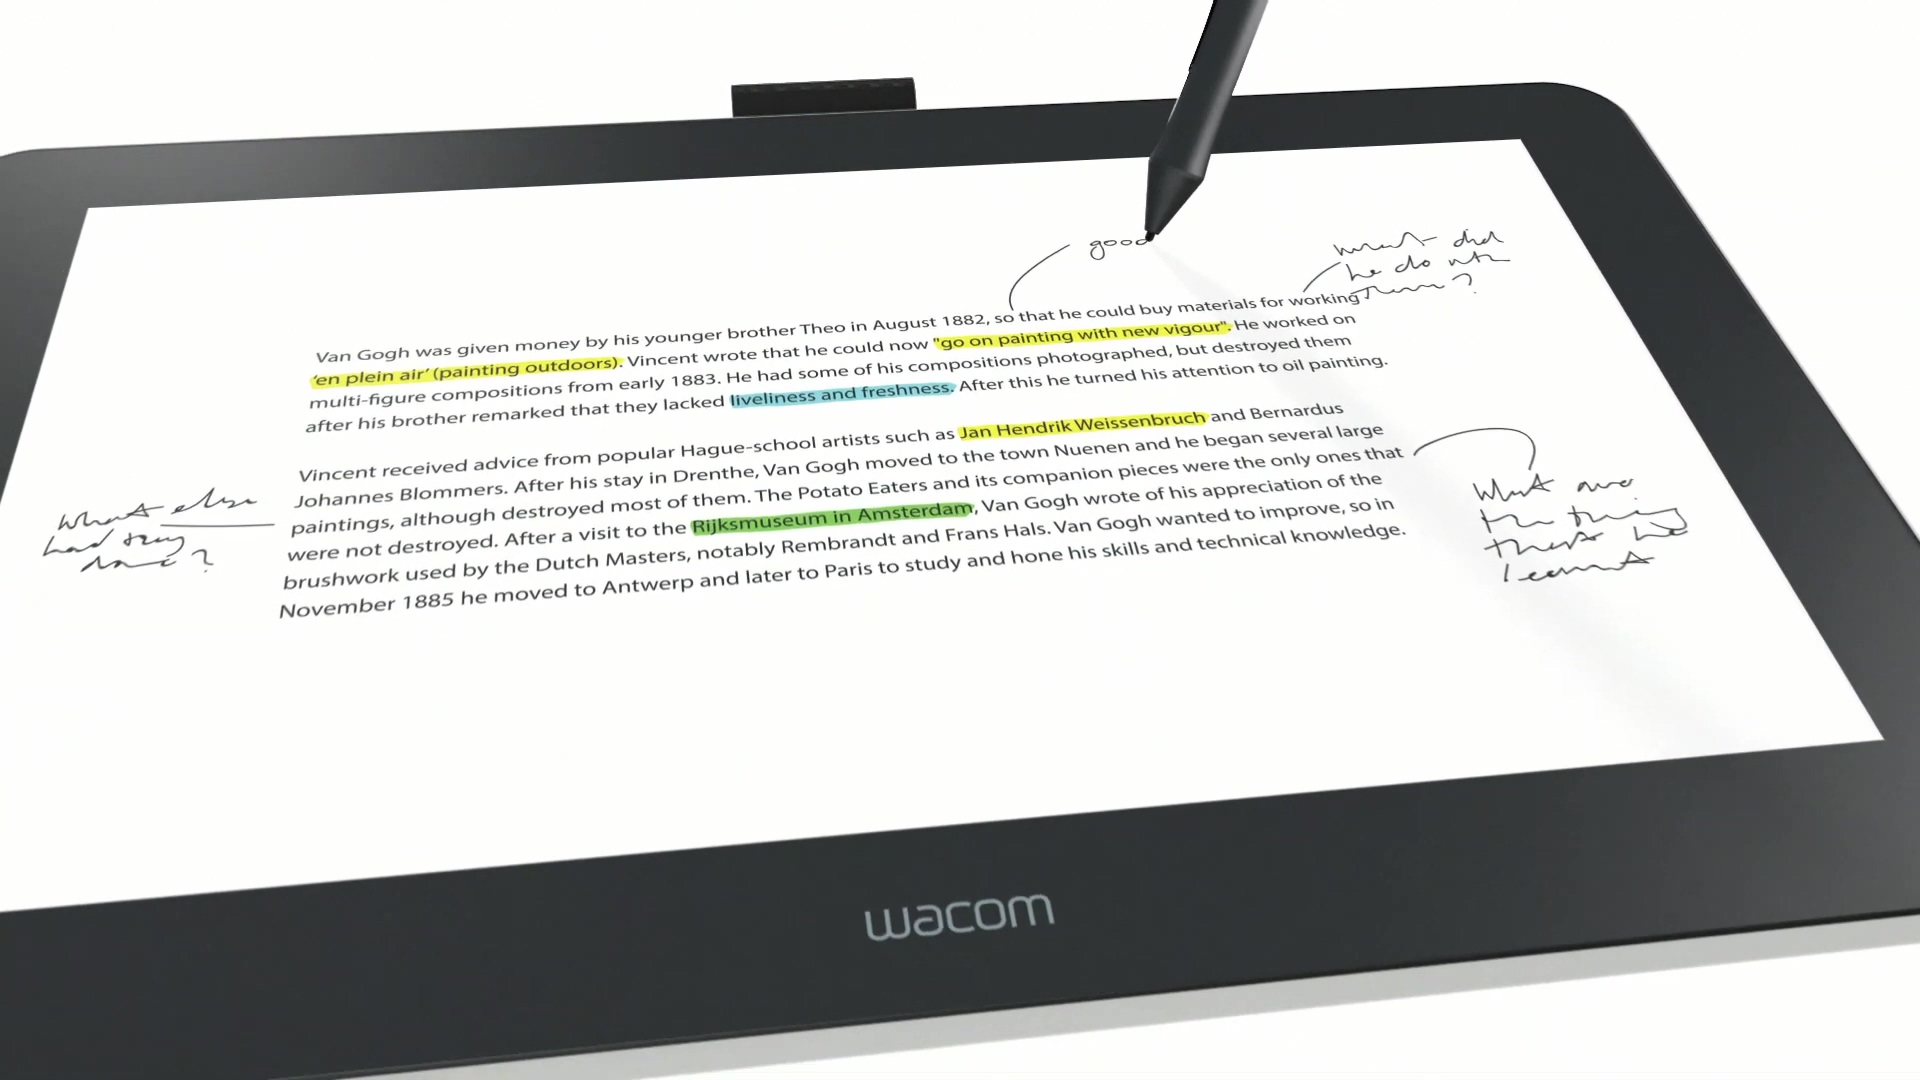 good
what did
he do with
them?
Van Gogh was given money by his younger brother Theo in August 1882, so that he could buy materials for working
'en plein air' (painting outdoors). Vincent wrote that he could now "go on painting with new vigour". He worked on
multi-figure compositions from early 1883. He had some of his compositions photographed, but destroyed them
after his brother remarked that they lacked liveliness and freshness. After this he turned his attention to oil painting.
Vincent received advice from popular Hague-school artists such as Jan Hendrik Weissenbruch and Bernardus
Johannes Blommers. After his stay in Drenthe, Van Gogh moved to the town Nuenen and he began several large
paintings, although destroyed most of them. The Potato Eaters and its companion pieces were the only ones that
were not destroyed. After a visit to the Rijksmuseum in Amsterdam, Van Gogh wrote of his appreciation of the
brushwork used by the Dutch Masters, notably Rembrandt and Frans Hals. Van Gogh wanted to improve, so in
November 1885 he moved to Antwerp and later to Paris to study and hone his skills and technical knowledge.
What else
had they
done?
What are
the things
that he
learnt
wacom